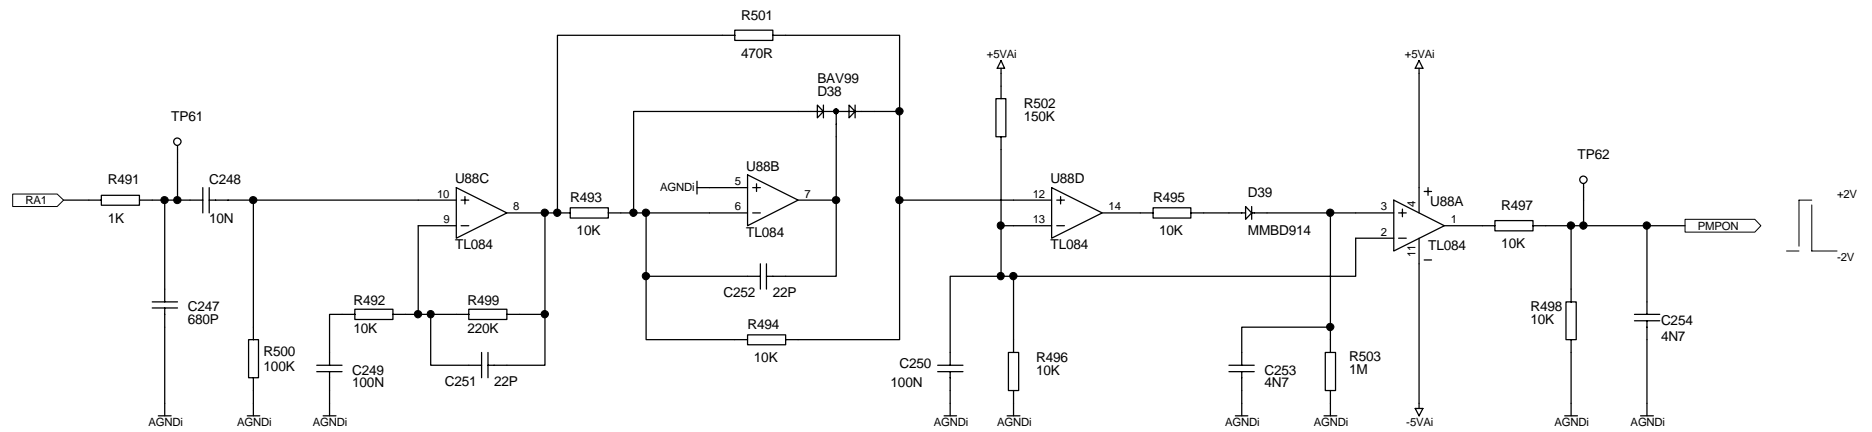 R501
470R
BAV99
D38
+5VAi
+5VAi
R502
150K
TP61
TP62
RA1
R491
1K
C248
10N
U88C
10
9
8
TL084
R493
10K
AGNDi
U88B
5
6
7
TL084
U88D
12
13
14
TL084
R495
10K
D39
MMBD914
U88A
+
4
3
2
1
11
−
TL084
R497
10K
PMPON
+2V
-2V
C247
680P
R500
100K
R492
10K
C249
100N
R499
220K
C251
22P
C252
22P
R494
10K
C250
100N
R496
10K
C253
4N7
R503
1M
R498
10K
C254
4N7
AGNDi
AGNDi
AGNDi
AGNDi
AGNDi
AGNDi
AGNDi
-5VAi
AGNDi
AGNDi